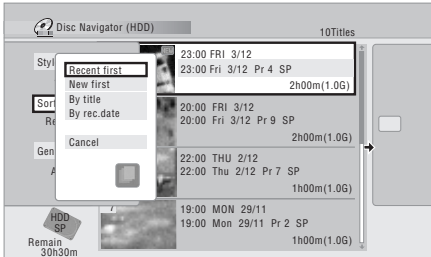 Disc Navigator (HDD)
10Titles
Recent first
New first
By title
By rec.date
Cancel
23:00 FRI 3/12
23:00 Fri 3/12 Pr 4 SP
2h00m(1.0G)
20:00 FRI 3/12
20:00 Fri 3/12 Pr 9 SP
2h00m(1.0G)
22:00 THU 2/12
22:00 Thu 2/12 Pr 7 SP
1h00m(1.0G)
19:00 MON 29/11
19:00 Mon 29/11 Pr 2 SP
1h00m(1.0G)
Styl
Sor
Re
Gen
A
7
HDD
SP
Remain
30h30m